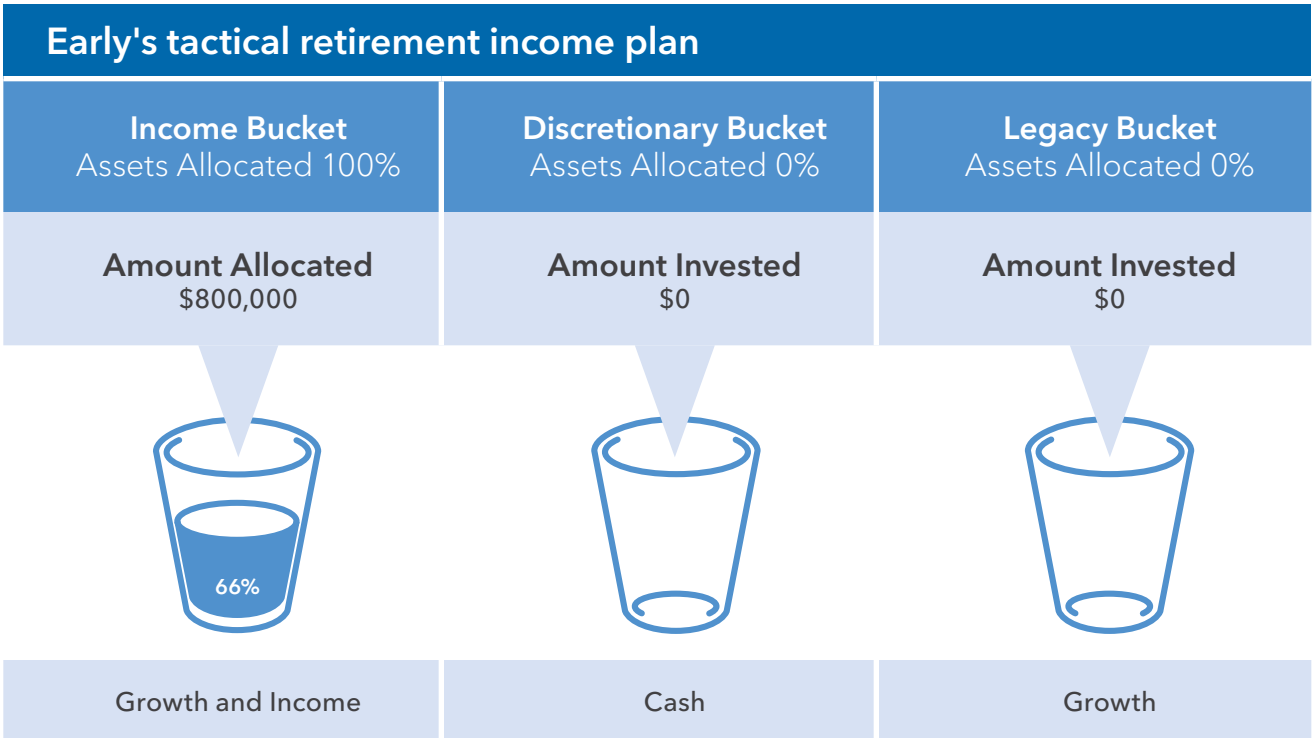 Early's tactical retirement income plan
Income Bucket
Assets Allocated 100%
Discretionary Bucket
Assets Allocated 0%
Legacy Bucket
Assets Allocated 0%
Amount Allocated
$800,000
Amount Invested
$0
Amount Invested
$0
66%
Growth and Income
Cash
Growth